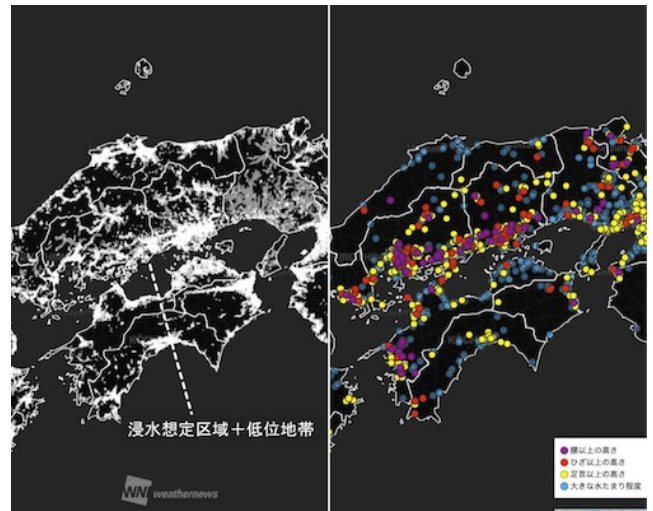 浸水想定区域＋低位地帯
WNI weathernews
腰以上の高さ
ひざ以上の高さ
足首以上の高さ
大きな水たまり程度